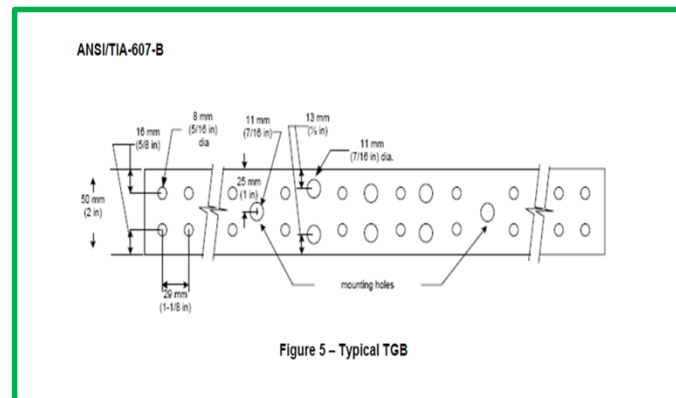 ANSI/TIA-607-B
16 mm
(5/8 in)
8 mm
(5/16 in)
dia
11 mm
(7/16 in)
13 mm
(½ in)
11 mm
(7/16 in) dia.
50 mm
(2 in)
25 mm
(1 in)
29 mm
(1-1/8 in)
mounting holes
Figure 5 – Typical TGB